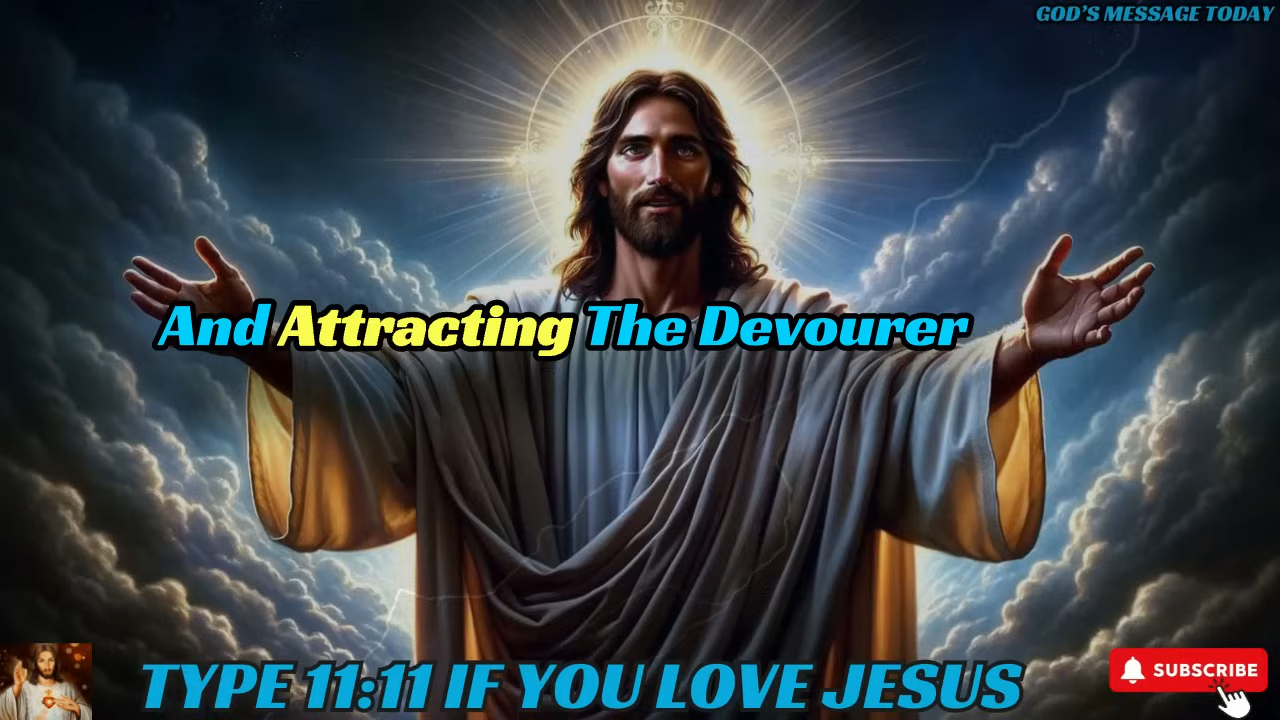 GOD'S MESSAGE TODAY
And Attracting The Devourer
TYPE 11:11 IF YOU LOVE JESUS
SUBSCRIBE